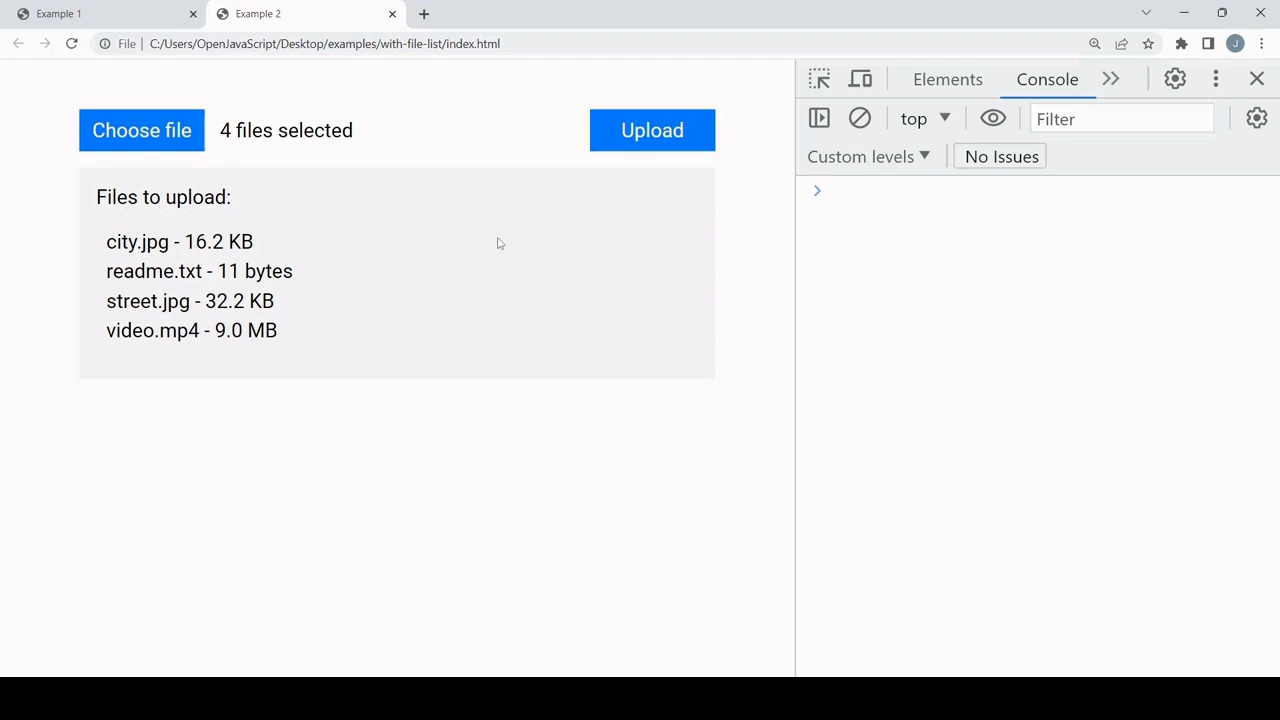 Example 1
Example 2
File
C:/Users/OpenJavaScript/Desktop/examples/with-file-list/index.html
J
Elements
Console
top
Filter
Custom levels
No Issues
Choose file
4 files selected
Upload
Files to upload:
city.jpg - 16.2 KB
readme.txt - 11 bytes
street.jpg - 32.2 KB
video.mp4 - 9.0 MB